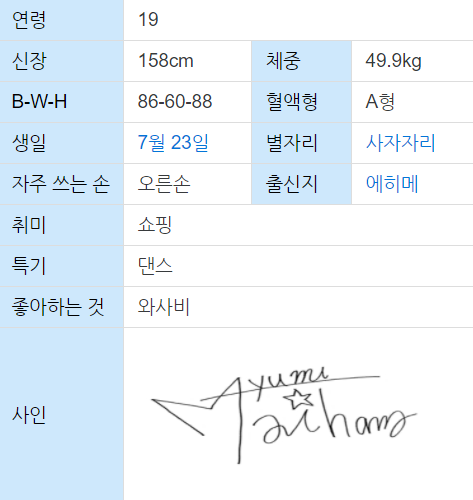 연령 19
신장 158cm 체중 49.9kg
B-W-H 86-60-88 혈액형 A형
생일 7월 23일 별자리 사자자리
자주 쓰는 손 오른손 출신지 에히메
취미 쇼핑
특기 댄스
좋아하는 것 와사비
사인
Ayumi